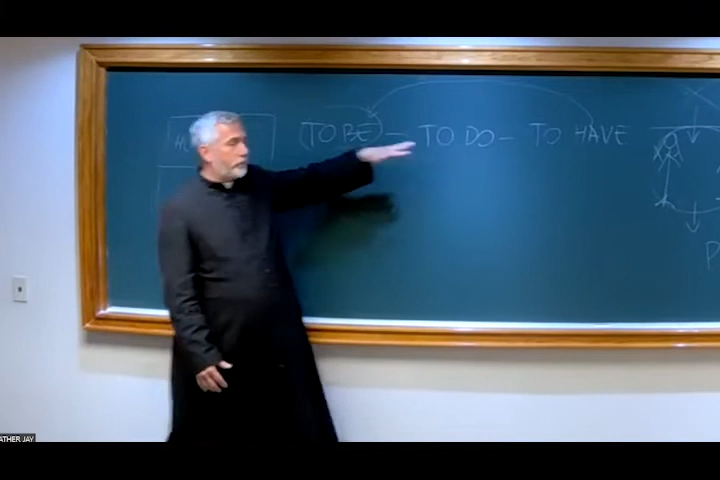 (TO BE) - TO DO - TO HAVE
P
ATHER JAY